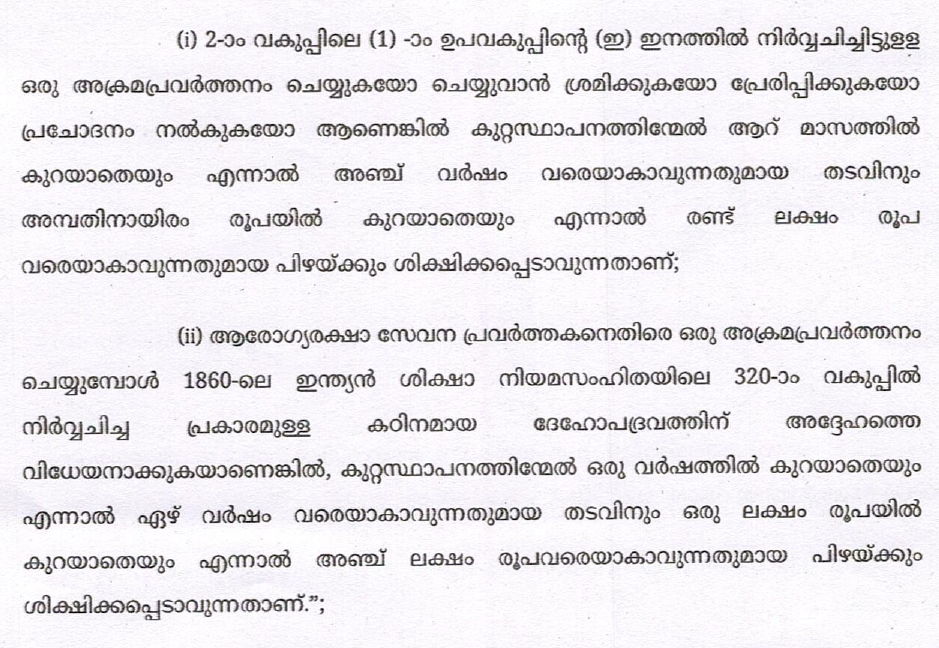 (i) 2-ാം വകുപ്പിലെ (1) -ാം ഉപവകുപ്പിന്റെ (ഇ) ഇനത്തിൽ നിർവ്വചിച്ചിട്ടുളള
ഒരു അക്രമപ്രവർത്തനം ചെയ്യുകയോ ചെയ്യുവാൻ ശ്രമിക്കുകയോ പ്രേരിപ്പിക്കുകയോ
പ്രചോദനം നൽകുകയോ ആണെങ്കിൽ കുറ്റസ്ഥാപനത്തിന്മേൽ ആറ് മാസത്തിൽ
കുറയാതെയും എന്നാൽ അഞ്ച് വർഷം വരെയാകാവുന്നതുമായ തടവിനും
അമ്പതിനായിരം രൂപയിൽ കുറയാതെയും എന്നാൽ രണ്ട് ലക്ഷം രൂപ
വരെയാകാവുന്നതുമായ പിഴയ്ക്കും ശിക്ഷിക്കപ്പെടാവുന്നതാണ്;
(ii) ആരോഗ്യരക്ഷാ സേവന പ്രവർത്തകനെതിരെ ഒരു അക്രമപ്രവർത്തനം
ചെയ്യുമ്പോൾ 1860-ലെ ഇന്ത്യൻ ശിക്ഷാ നിയമസംഹിതയിലെ 320-ാം വകുപ്പിൽ
നിർവ്വചിച്ച പ്രകാരമുള്ള കഠിനമായ ദേഹോപദ്രവത്തിന് അദ്ദേഹത്തെ
വിധേയനാക്കുകയാണെങ്കിൽ, കുറ്റസ്ഥാപനത്തിന്മേൽ ഒരു വർഷത്തിൽ കുറയാതെയും
എന്നാൽ ഏഴ് വർഷം വരെയാകാവുന്നതുമായ തടവിനും ഒരു ലക്ഷം രൂപയിൽ
കുറയാതെയും എന്നാൽ അഞ്ച് ലക്ഷം രൂപവരെയാകാവുന്നതുമായ പിഴയ്ക്കും
ശിക്ഷിക്കപ്പെടാവുന്നതാണ്.”;